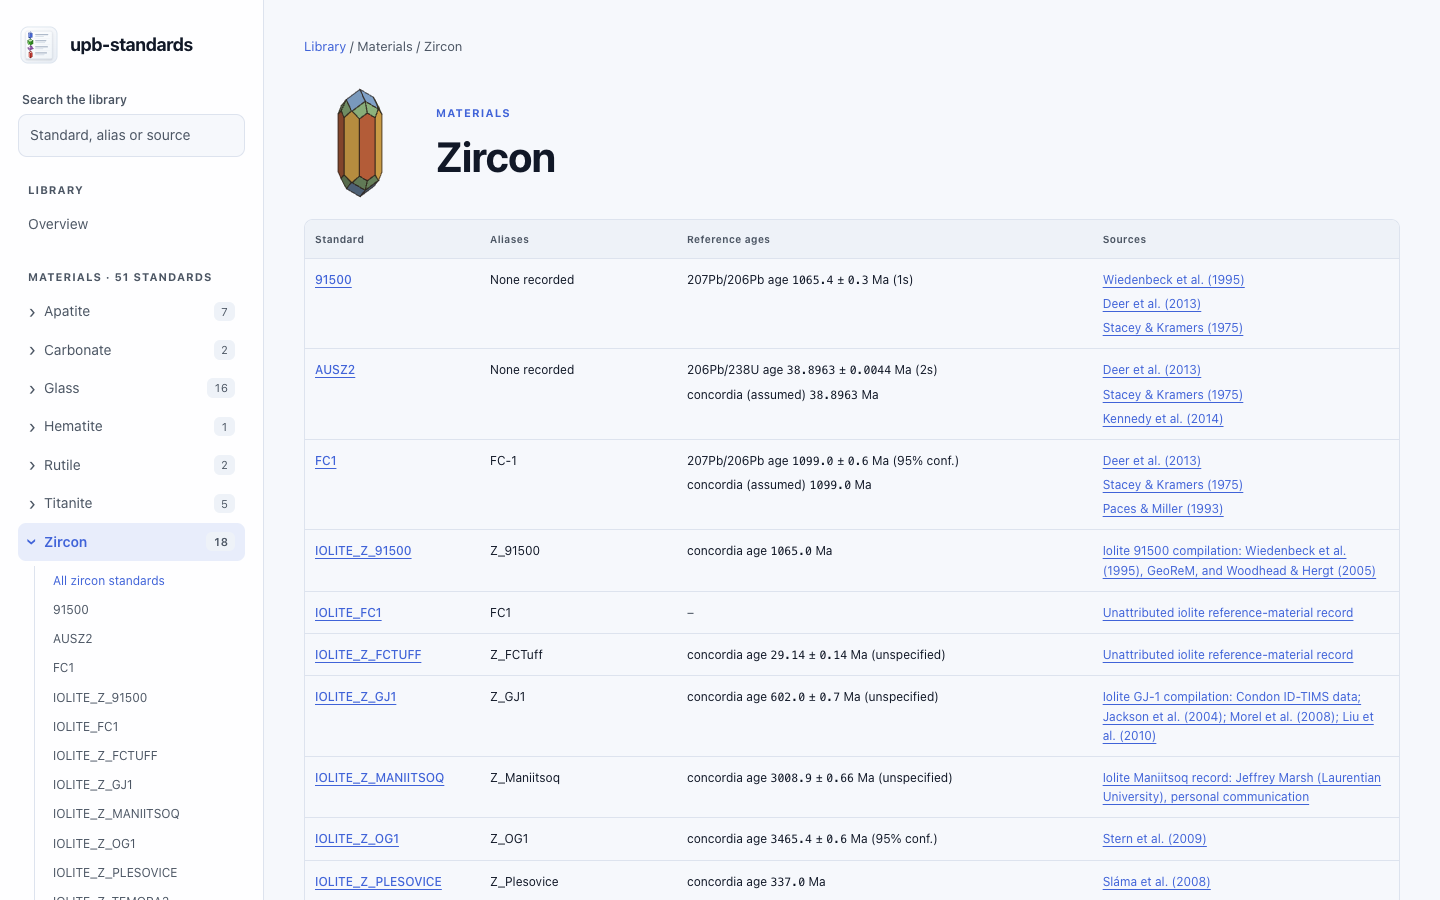 upb-standards
Search the library
Standard, alias or source
LIBRARY
Overview
MATERIALS · 51 STANDARDS
Apatite 7
Carbonate 2
Glass 16
Hematite 1
Rutile 2
Titanite 5
Zircon 18
All zircon standards
91500
AUSZ2
FC1
IOLITE_Z_91500
IOLITE_FC1
IOLITE_Z_FCTUFF
IOLITE_Z_GJ1
IOLITE_Z_MANIITSOQ
IOLITE_Z_OG1
IOLITE_Z_PLESOVICE
Library / Materials / Zircon
MATERIALS
Zircon
Standard Aliases Reference ages Sources
91500 None recorded 207Pb/206Pb age 1065.4 ± 0.3 Ma (1s) Wiedenbeck et al. (1995)
Deer et al. (2013)
Stacey & Kramers (1975)
AUSZ2 None recorded 206Pb/238U age 38.8963 ± 0.0044 Ma (2s) Deer et al. (2013)
concordia (assumed) 38.8963 Ma Stacey & Kramers (1975)
Kennedy et al. (2014)
FC1 FC-1 207Pb/206Pb age 1099.0 ± 0.6 Ma (95% conf.) Deer et al. (2013)
concordia (assumed) 1099.0 Ma Stacey & Kramers (1975)
Paces & Miller (1993)
IOLITE_Z_91500 Z_91500 concordia age 1065.0 Ma Iolite 91500 compilation: Wiedenbeck et al.
(1995), GeoReM, and Woodhead & Hergt (2005)
IOLITE_FC1 FC1 – Unattributed iolite reference-material record
IOLITE_Z_FCTUFF Z_FCTuff concordia age 29.14 ± 0.14 Ma (unspecified) Unattributed iolite reference-material record
IOLITE_Z_GJ1 Z_GJ1 concordia age 602.0 ± 0.7 Ma (unspecified) Iolite GJ-1 compilation: Condon ID-TIMS data;
Jackson et al. (2004); Morel et al. (2008); Liu et
al. (2010)
IOLITE_Z_MANIITSOQ Z_Maniitsoq concordia age 3008.9 ± 0.66 Ma (unspecified) Iolite Maniitsoq record: Jeffrey Marsh (Laurentian
University), personal communication
IOLITE_Z_OG1 Z_OG1 concordia age 3465.4 ± 0.6 Ma (95% conf.) Stern et al. (2009)
IOLITE_Z_PLESOVICE Z_Plesovice concordia age 337.0 Ma Sláma et al. (2008)